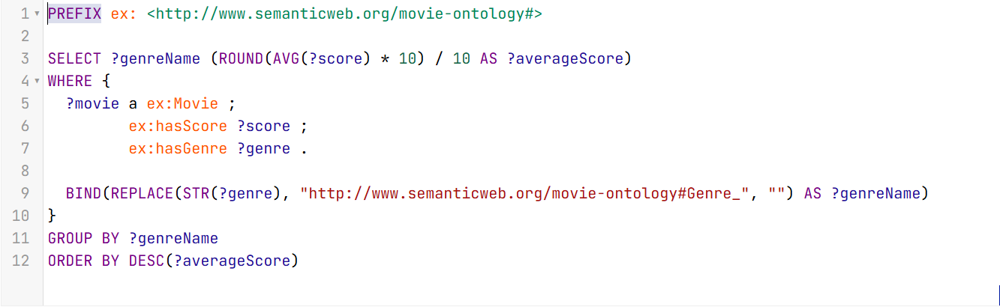 1 PREFIX ex: <http://www.semanticweb.org/movie-ontology#>
2
3 SELECT ?genreName (ROUND(AVG(?score) * 10) / 10 AS ?averageScore)
4 WHERE {
5   ?movie a ex:Movie ;
6          ex:hasScore ?score ;
7          ex:hasGenre ?genre .
8
9   BIND(REPLACE(STR(?genre), "http://www.semanticweb.org/movie-ontology#Genre_", "") AS ?genreName)
10 }
11 GROUP BY ?genreName
12 ORDER BY DESC(?averageScore)